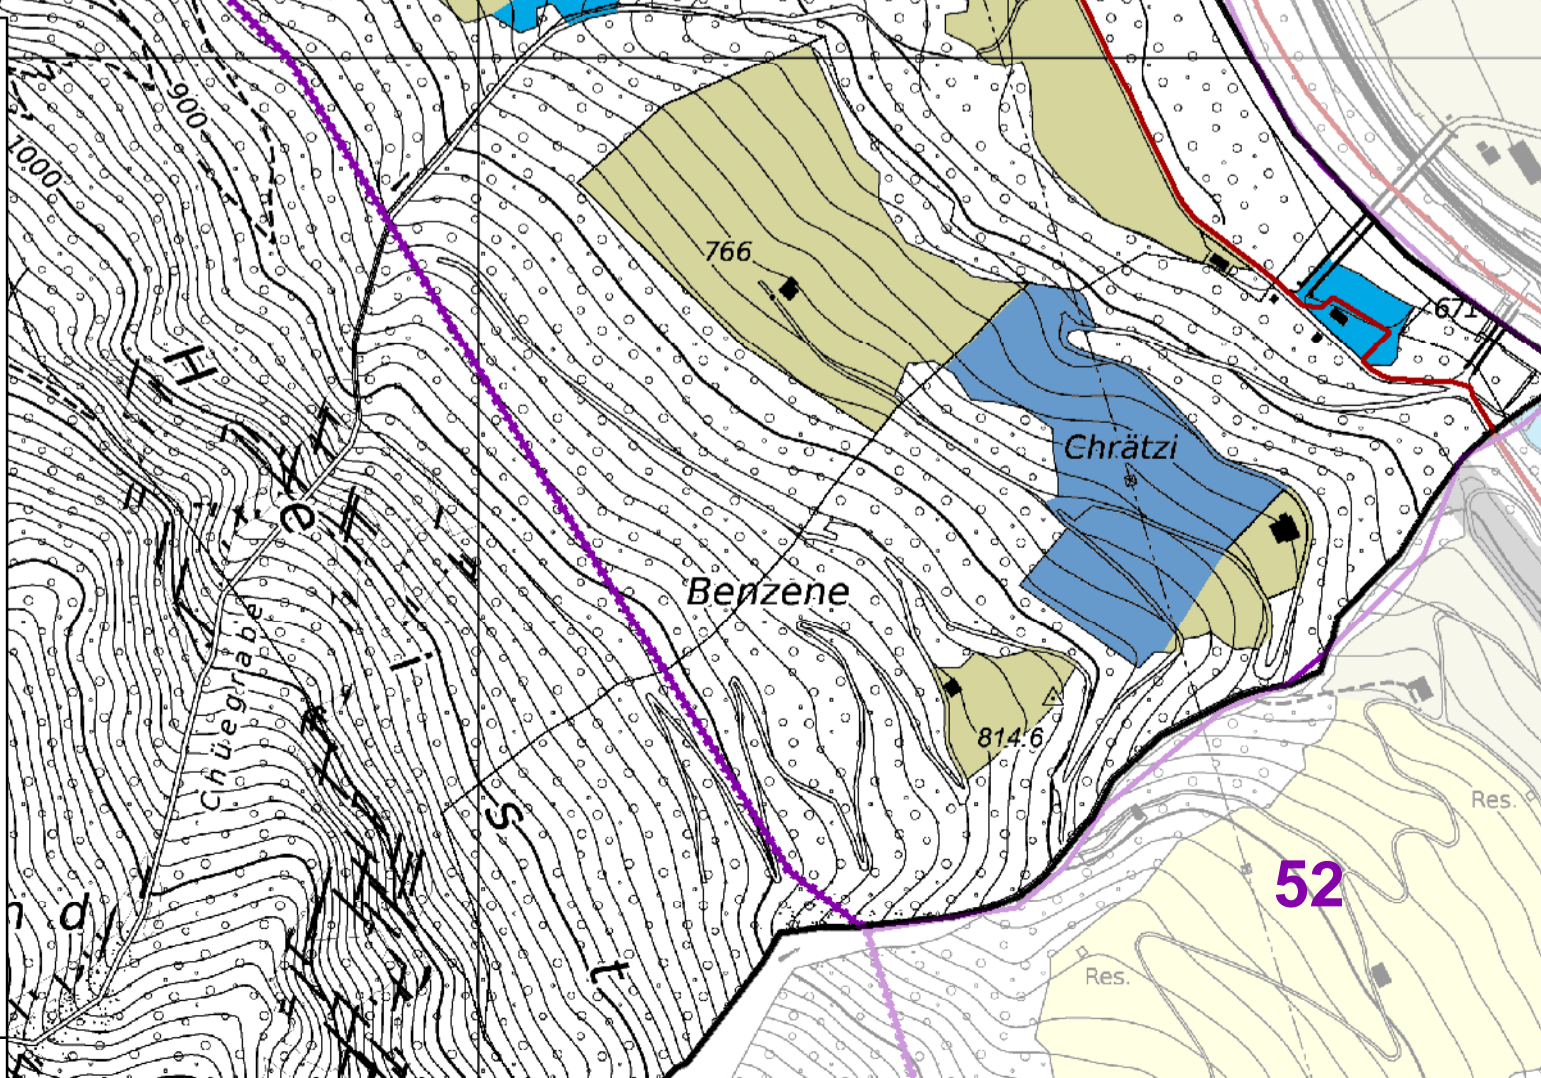 900
1000
766
671
H
Chrätzi
e
Benzene
i
Chüegrabe
814.6
S
Res.
52
n d
t
Res.